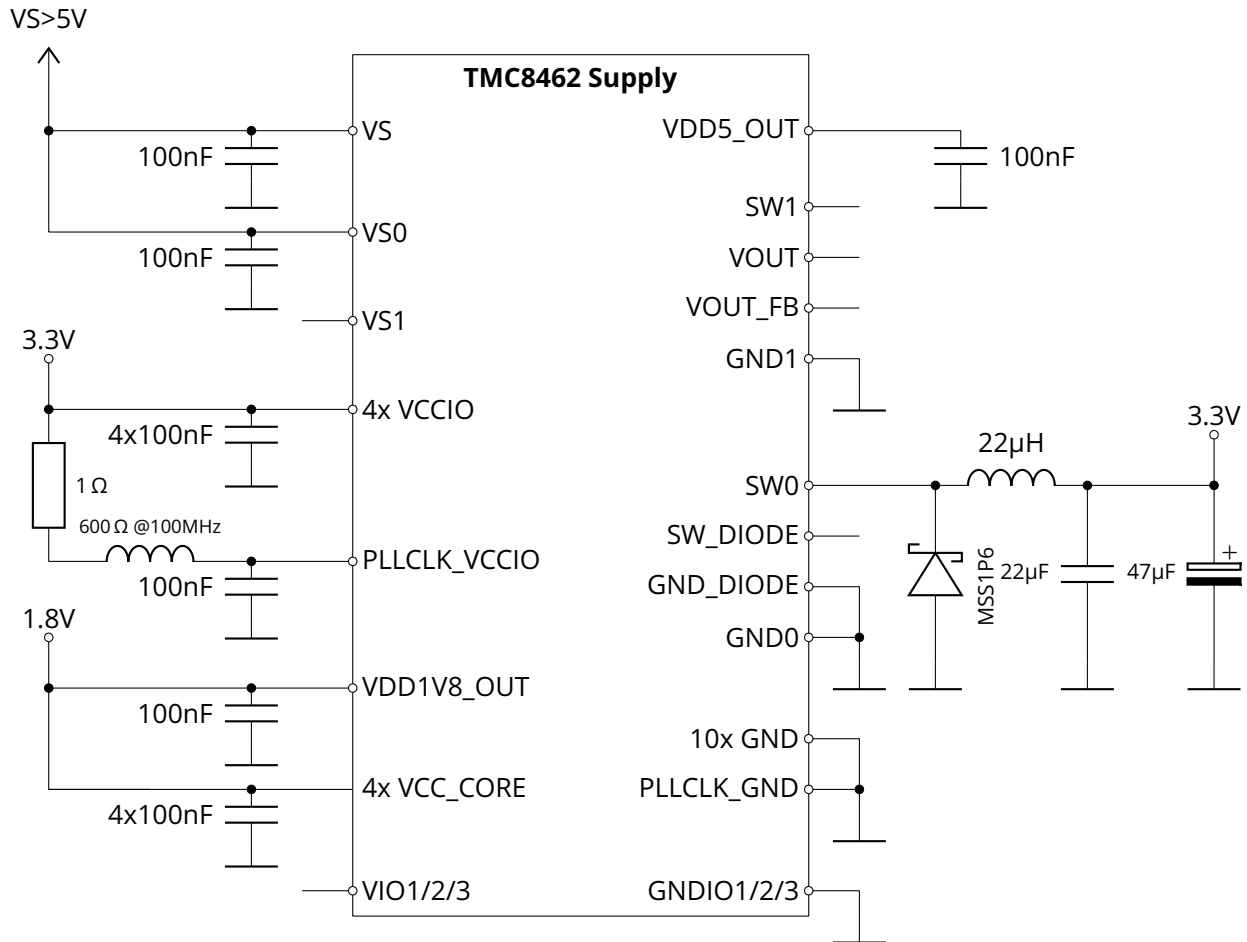 VS>5V
TMC8462 Supply
VS
100nF
VDD5_OUT
100nF
SW1
VS0
100nF
VOUT
VOUT_FB
VS1
3.3V
GND1
4x VCCIO
4x100nF
3.3V
22µH
1 Ω
SW0
600 Ω @100MHz
SW_DIODE
PLLCLK_VCCIO
100nF
GND_DIODE
MSS1P6
22µF
47µF
+
1.8V
GND0
VDD1V8_OUT
100nF
10x GND
4x VCC_CORE
4x100nF
PLLCLK_GND
VIO1/2/3
GNDIO1/2/3